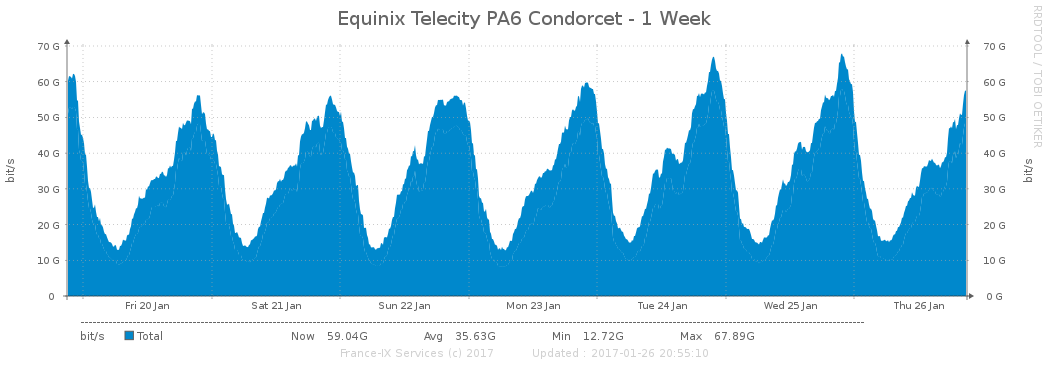 Equinix Telecity PA6 Condorcet - 1 Week
RRDTOOL / TOBI OETIKER
bit/s
70 G 70 G
60 G 60 G
50 G 50 G
40 G 40 G
30 G 30 G
20 G 20 G
10 G 10 G
0 0 G
bit/s
Fri 20 Jan Sat 21 Jan Sun 22 Jan Mon 23 Jan Tue 24 Jan Wed 25 Jan Thu 26 Jan
bit/s Total Now 59.04G Avg 35.63G Min 12.72G Max 67.89G
France-IX Services (c) 2017 Updated : 2017-01-26 20:55:10